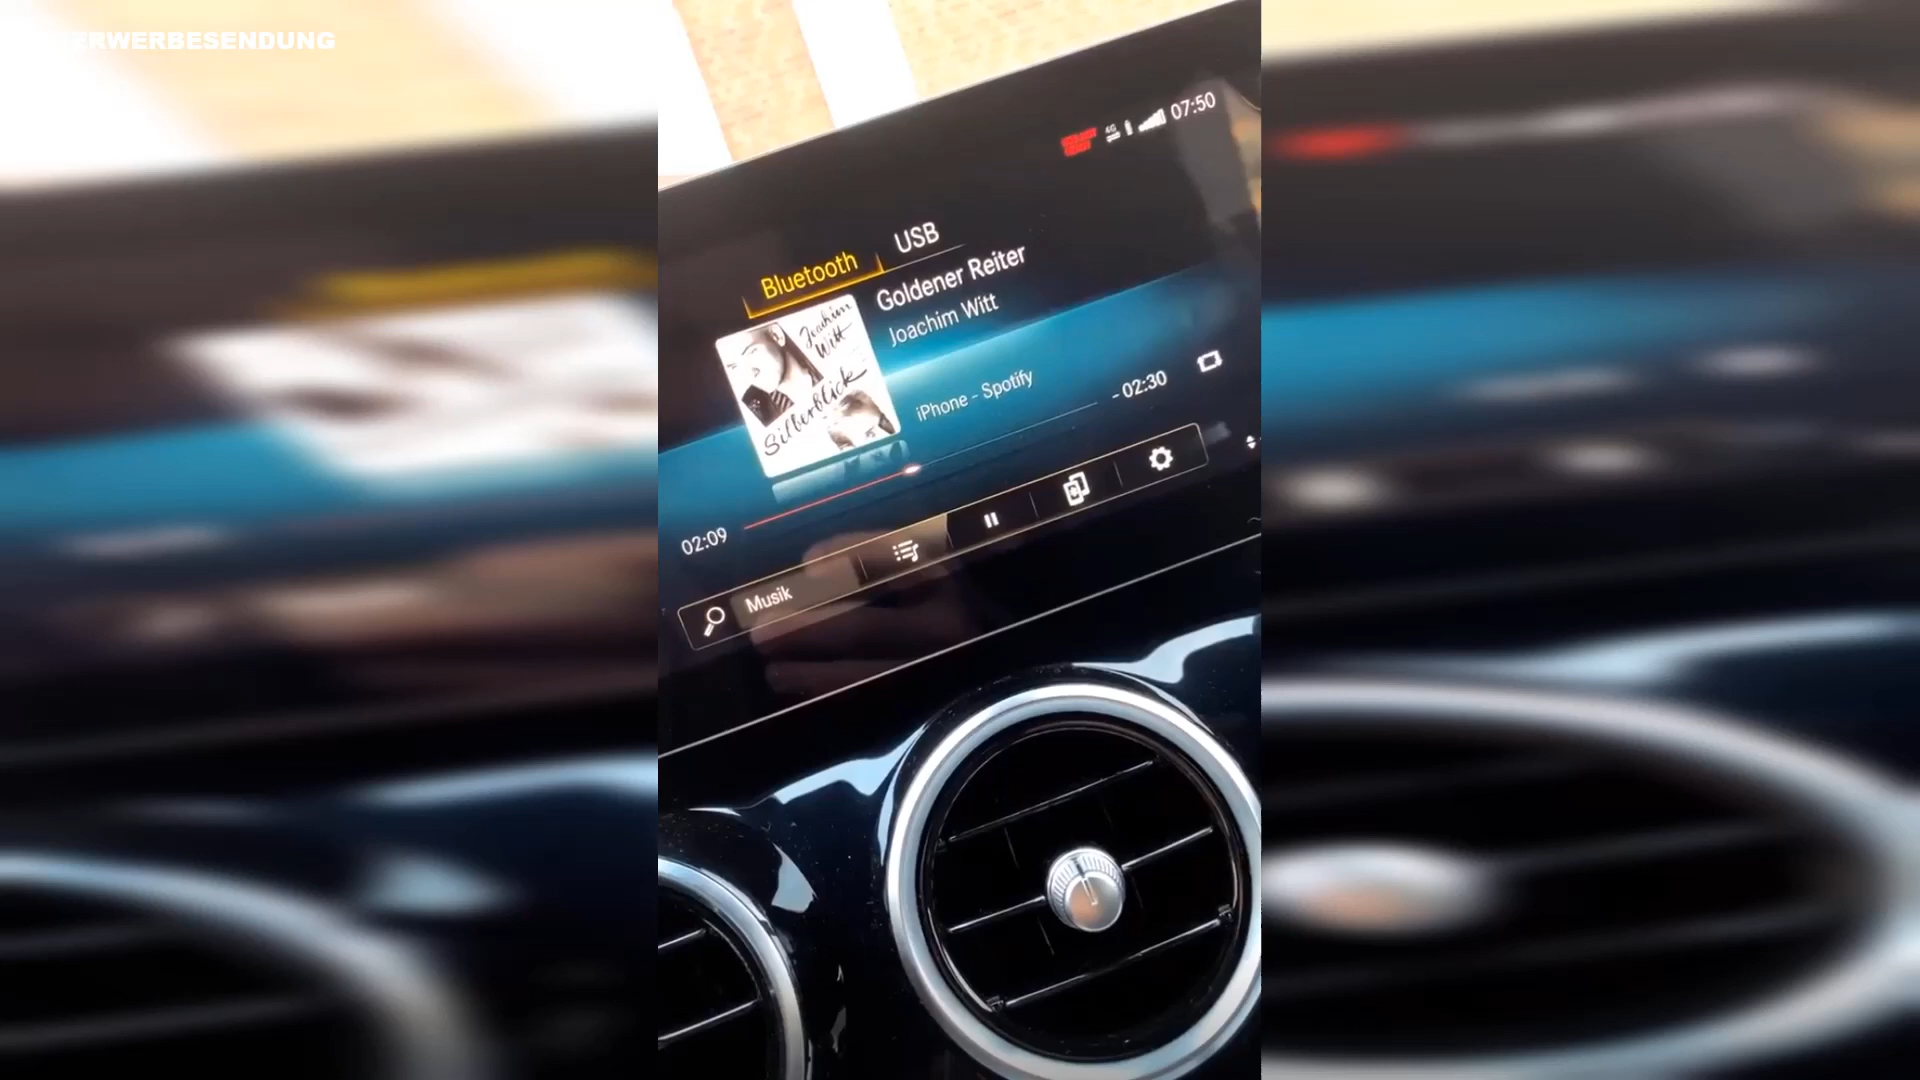 ERWERBESENDUNG
4G 07:50
Bluetooth USB
Goldener Reiter
Joachim Witt
Joachim
Witt
Silberblick
iPhone - Spotify
02:09 - 02:30
Musik